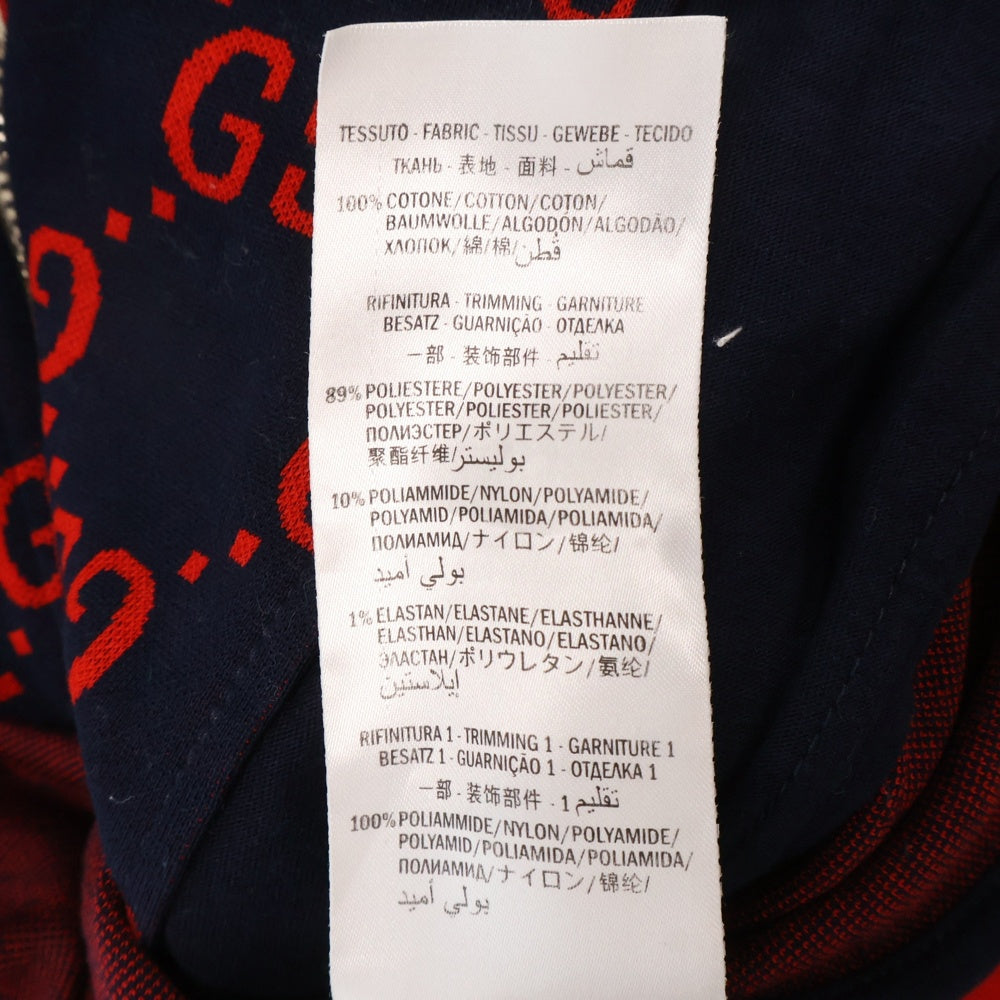 TESSUTO - FABRIC - TISSU - GEWEBE - TECIDO
ТКАНЬ - 表地 - 面料 - قماش
100% COTONE/COTTON/COTON/
BAUMWOLLE/ALGODÓN/ALGODÃO/
ХЛОПОК/綿/棉/قطن
RIFINITURA - TRIMMING - GARNITURE
BESATZ - GUARNIÇÃO - ОТДЕЛКА
一部 - 装饰部件 - تقليم
89% POLIESTERE/POLYESTER/POLYESTER/
POLYESTER/POLIESTER/POLIESTER/
ПОЛИЭСТЕР/ポリエステル/
聚酯纤维/بوليستر
10% POLIAMMIDE/NYLON/POLYAMIDE/
POLYAMID/POLIAMIDA/POLIAMIDA/
ПОЛИАМИД/ナイロン/锦纶/
بولي أميد
1% ELASTAN/ELASTANE/ELASTHANNE/
ELASTHAN/ELASTANO/ELASTANO/
ЭЛАСТАН/ポリウレタン/氨纶/
إيلاستين
RIFINITURA 1 - TRIMMING 1 - GARNITURE 1
BESATZ 1 - GUARNIÇÃO 1 - ОТДЕЛКА 1
一部 - 装饰部件 - 1 تقليم
100% POLIAMMIDE/NYLON/POLYAMIDE/
POLYAMID/POLIAMIDA/POLIAMIDA/
ПОЛИАМИД/ナイロン/锦纶/
بولي أميد